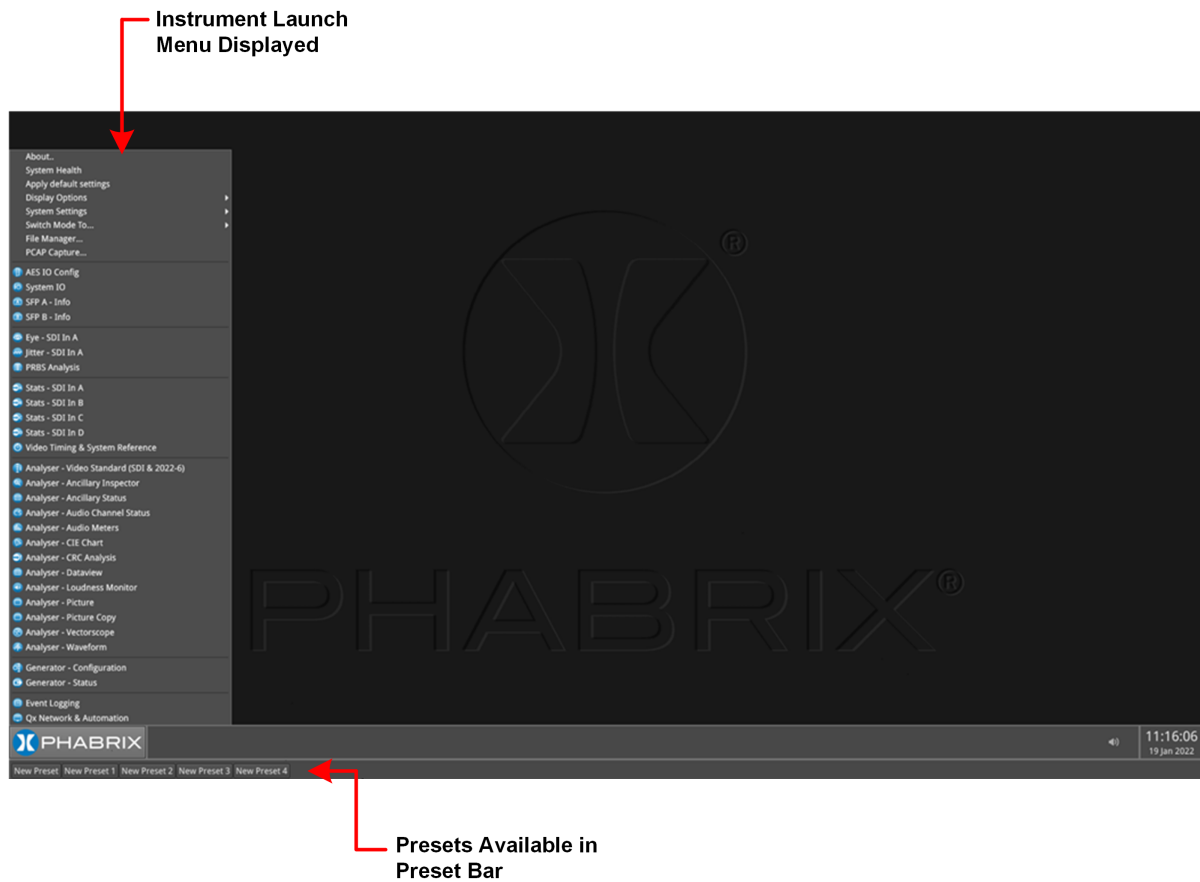 Instrument Launch
Menu Displayed
About..
System Health
Apply default settings
Display Options
System Settings
Switch Mode To...
File Manager...
PCAP Capture...
AES IO Config
System IO
SFP A - Info
SFP B - Info
Eye - SDI In A
Jitter - SDI In A
PRBS Analysis
Stats - SDI In A
Stats - SDI In B
Stats - SDI In C
Stats - SDI In D
Video Timing & System Reference
Analyser - Video Standard (SDI & 2022-6)
Analyser - Ancillary Inspector
Analyser - Ancillary Status
Analyser - Audio Channel Status
Analyser - Audio Meters
Analyser - CIE Chart
Analyser - CRC Analysis
Analyser - Dataview
Analyser - Loudness Monitor
Analyser - Picture
Analyser - Picture Copy
Analyser - Vectorscope
Analyser - Waveform
Generator - Configuration
Generator - Status
Event Logging
Qx Network & Automation
®
PHABRIX®
PHABRIX
11:16:06
19 Jan 2022
New Preset New Preset 1 New Preset 2 New Preset 3 New Preset 4
Presets Available in
Preset Bar